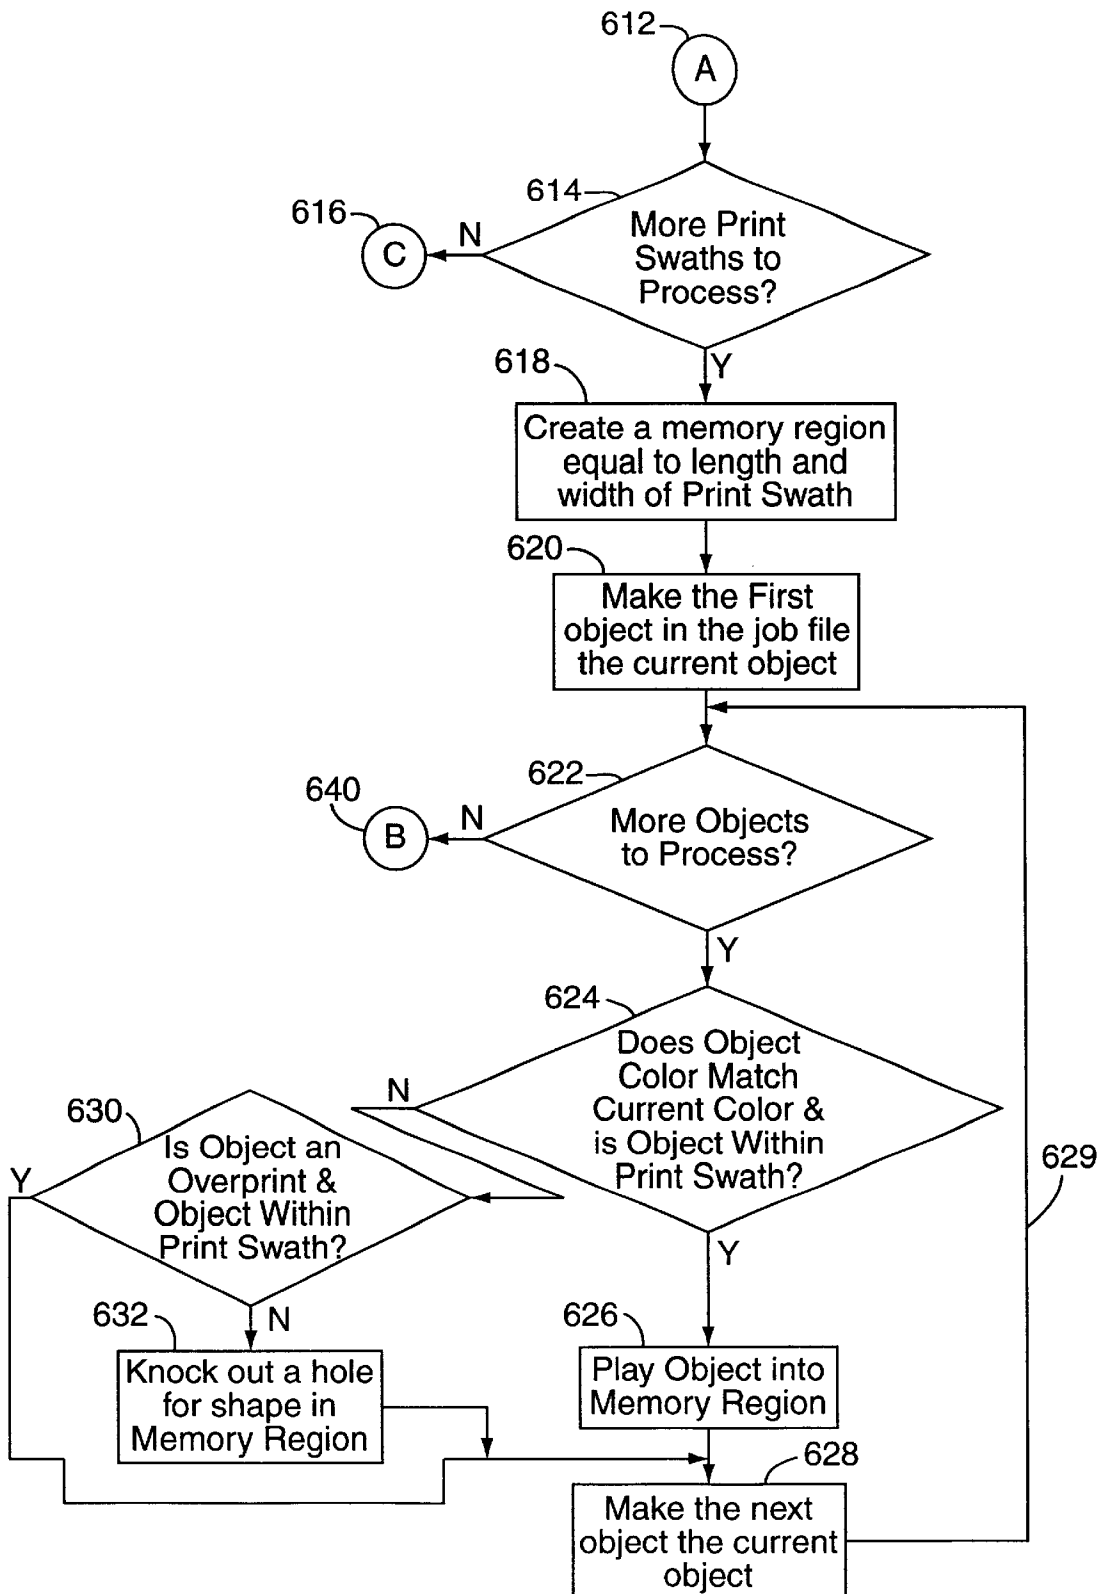 612
A
614
More Print
Swaths to
Process?
N
616
C
Y
618
Create a memory region
equal to length and
width of Print Swath
620
Make the First
object in the job file
the current object
622
More Objects
to Process?
N
640
B
Y
624
Does Object
Color Match
Current Color &
is Object Within
Print Swath?
N
629
630
Is Object an
Overprint &
Object Within
Print Swath?
Y
N
Y
632
Knock out a hole
for shape in
Memory Region
626
Play Object into
Memory Region
628
Make the next
object the current
object